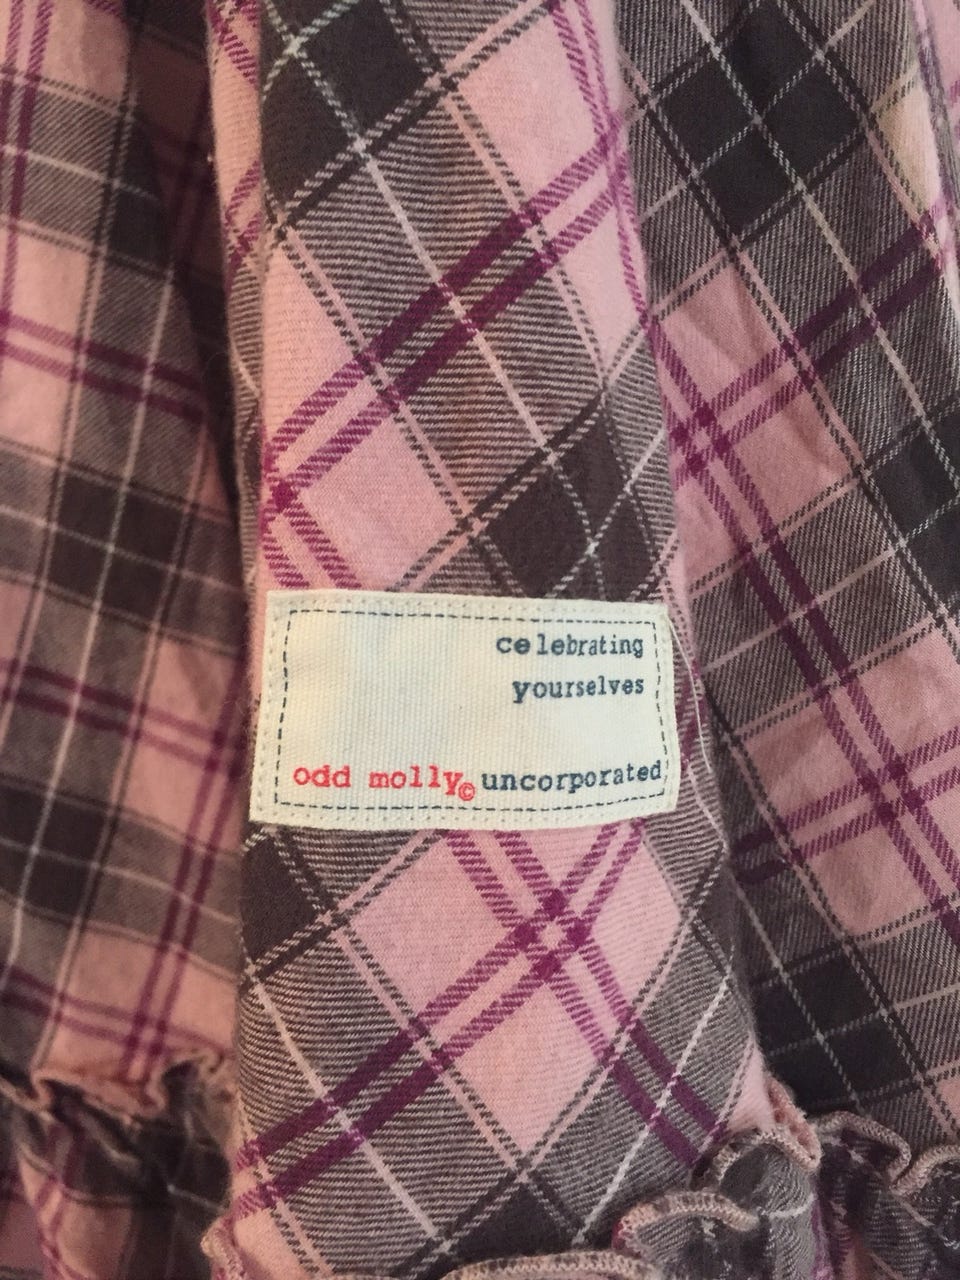 celebrating
yourselves
odd molly© uncorporated